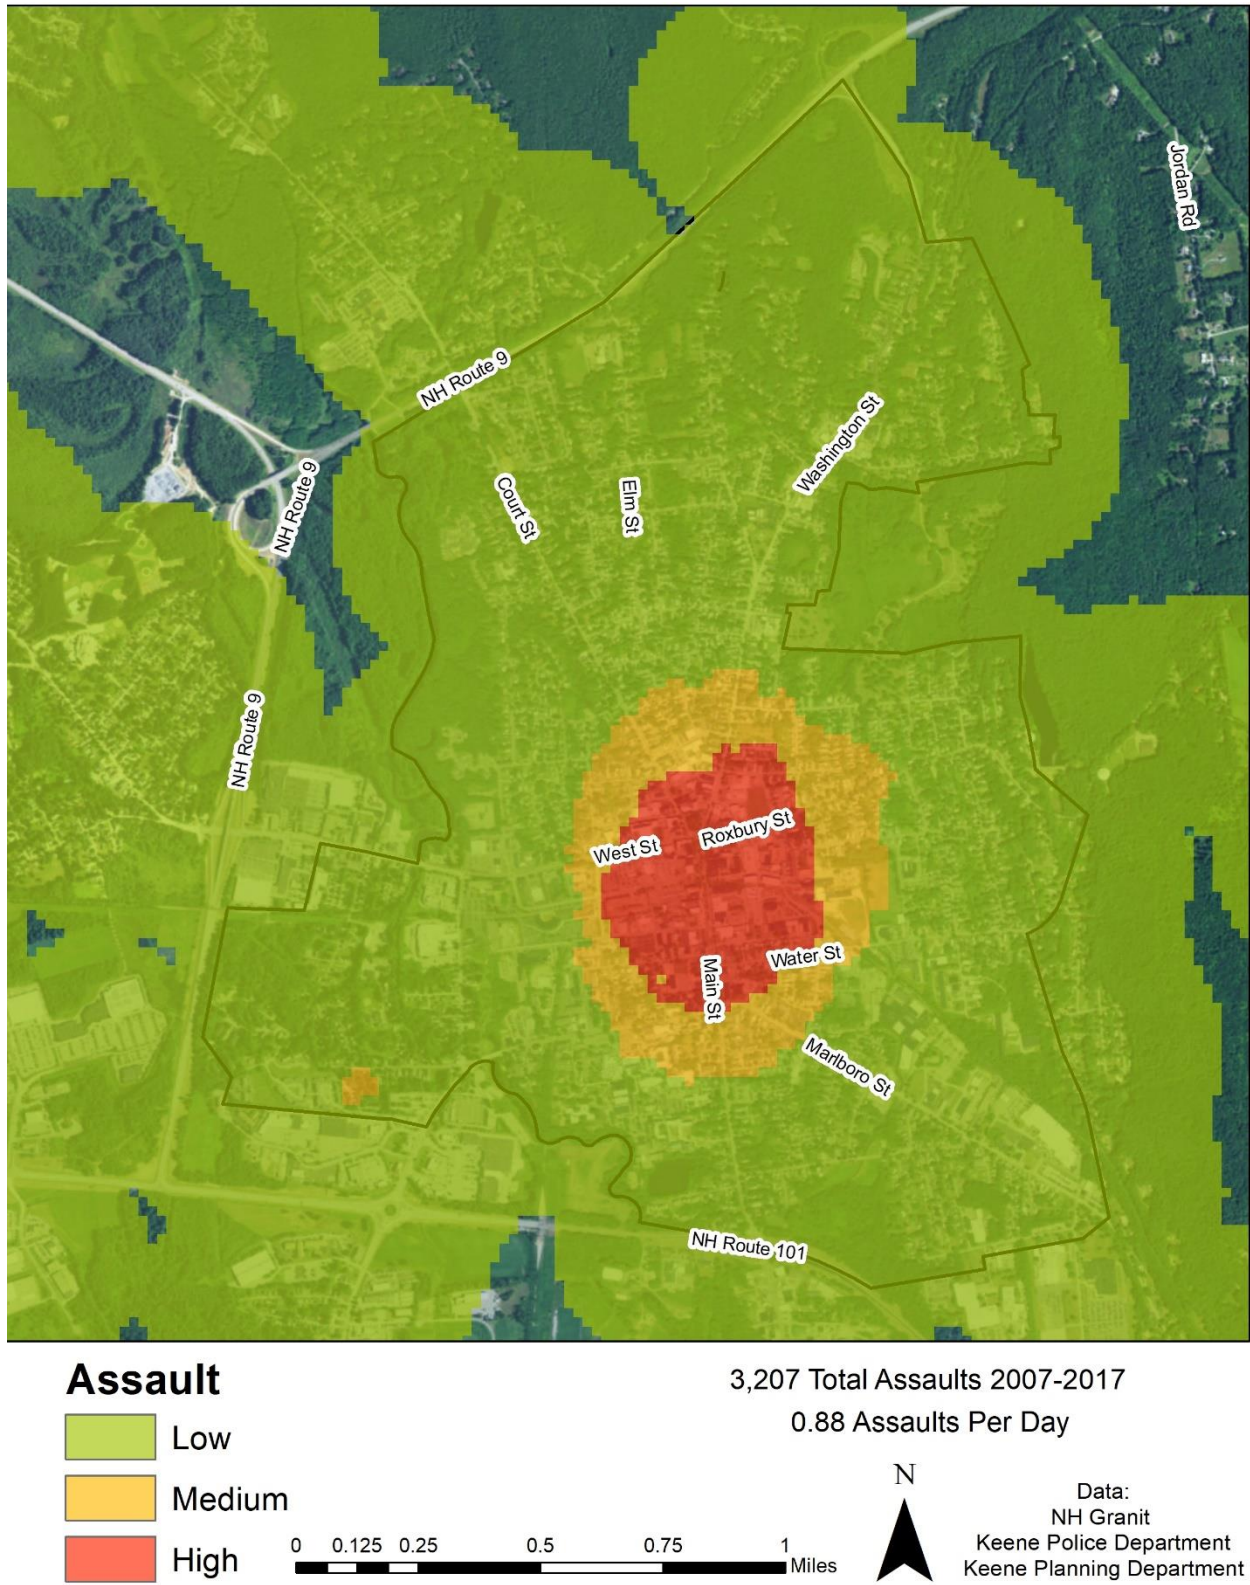 Jordan Rd
NH Route 9
Washington St
NH Route 9
Court St
Elm St
NH Route 9
Roxbury St
West St
Water St
Main St
Marlboro St
NH Route 101
Assault
Low
Medium
High
3,207 Total Assaults 2007-2017
0.88 Assaults Per Day
0 0.125 0.25 0.5 0.75 1
Miles
N
Data:
NH Granit
Keene Police Department
Keene Planning Department